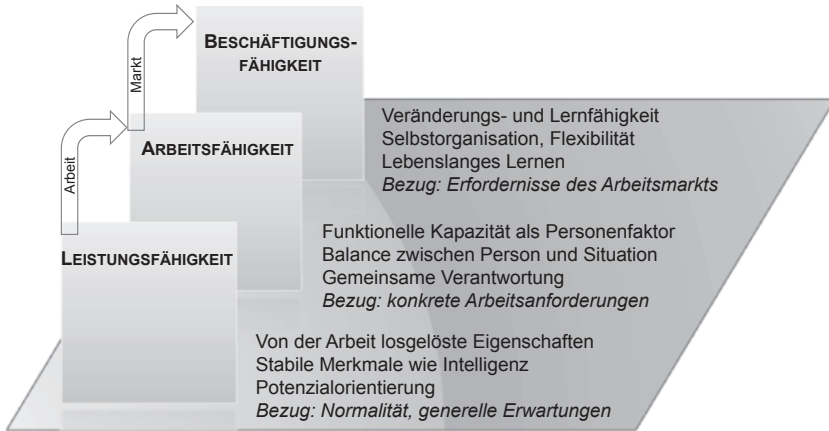 BESCHÄFTIGUNGS-
FÄHIGKEIT
Markt
Veränderungs- und Lernfähigkeit
Selbstorganisation, Flexibilität
Lebenslanges Lernen
Bezug: Erfordernisse des Arbeitsmarkts
ARBEITSFÄHIGKEIT
Arbeit
Funktionelle Kapazität als Personenfaktor
Balance zwischen Person und Situation
Gemeinsame Verantwortung
Bezug: konkrete Arbeitsanforderungen
LEISTUNGSFÄHIGKEIT
Von der Arbeit losgelöste Eigenschaften
Stabile Merkmale wie Intelligenz
Potenzialorientierung
Bezug: Normalität, generelle Erwartungen